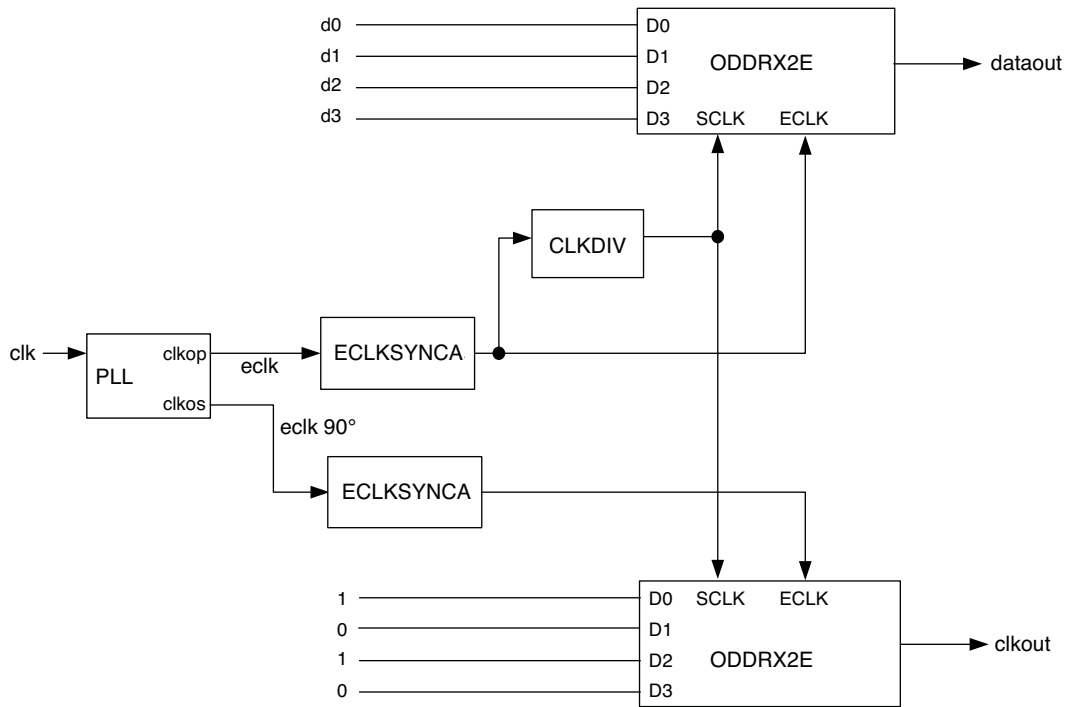 d0
d1
d2
d3
D0
D1
D2
D3
ODDRX2E
SCLK ECLK
dataout
CLKDIV
clk
PLL
clkop
clkos
eclk
eclk 90°
ECLKSYNCA
ECLKSYNCA
1
0
1
0
D0
D1
D2
D3
SCLK ECLK
ODDRX2E
clkout